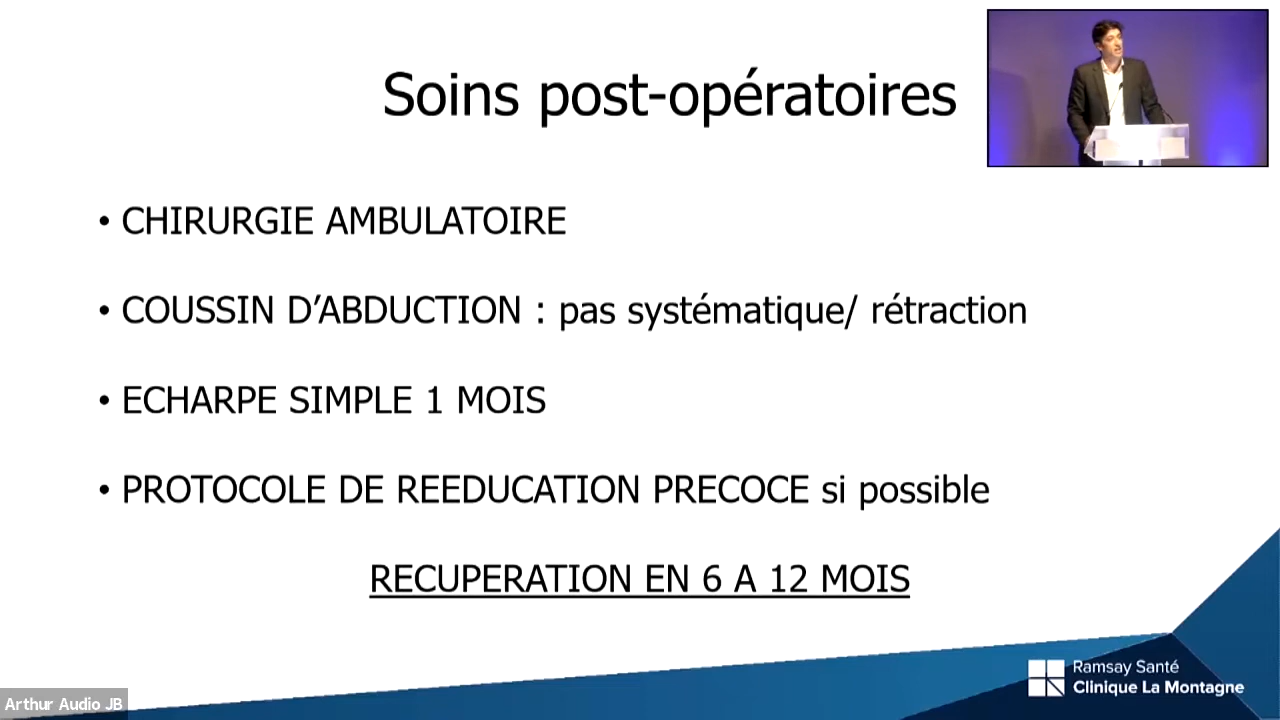 Soins post-opératoires
• CHIRURGIE AMBULATOIRE
• COUSSIN D’ABDUCTION : pas systématique/ rétraction
• ECHARPE SIMPLE 1 MOIS
• PROTOCOLE DE REEDUCATION PRECOCE si possible
RECUPERATION EN 6 A 12 MOIS
Ramsay Santé
Clinique La Montagne
Arthur Audio JB